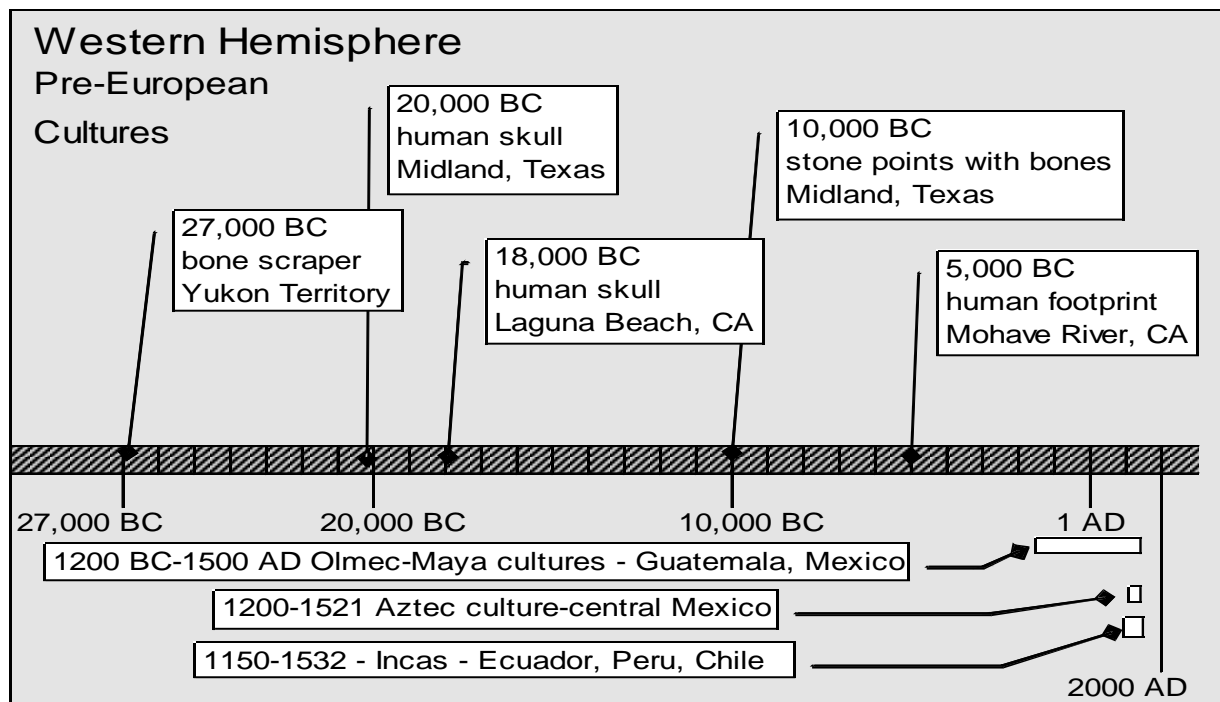 Western Hemisphere
Pre-European
Cultures
20,000 BC
human skull
Midland, Texas
10,000 BC
stone points with bones
Midland, Texas
27,000 BC
bone scraper
Yukon Territory
18,000 BC
human skull
Laguna Beach, CA
5,000 BC
human footprint
Mohave River, CA
27,000 BC
20,000 BC
10,000 BC
1 AD
1200 BC-1500 AD Olmec-Maya cultures - Guatemala, Mexico
1200-1521 Aztec culture-central Mexico
1150-1532 - Incas - Ecuador, Peru, Chile
2000 AD